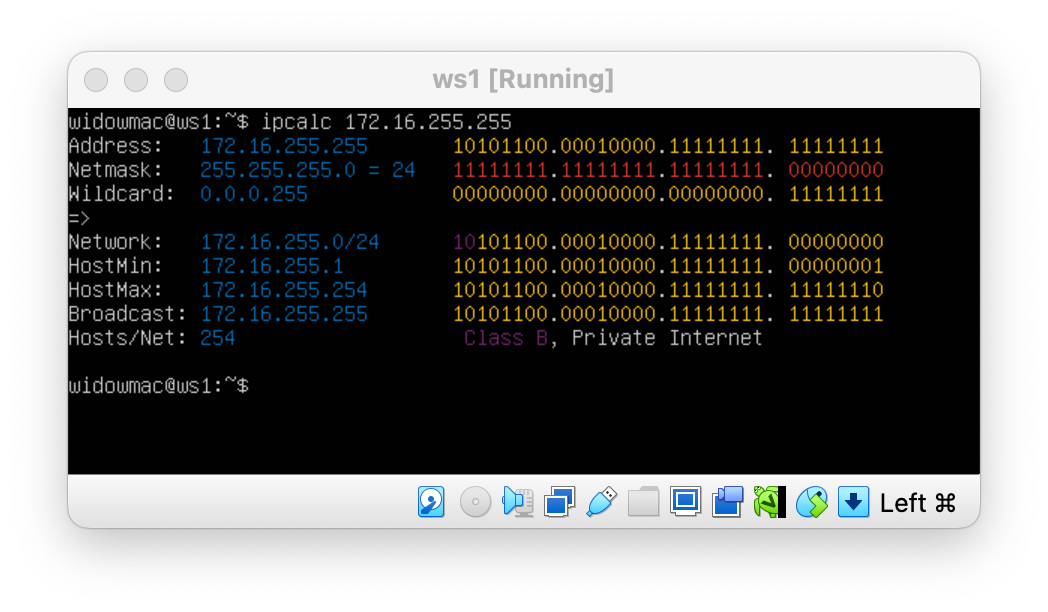 ws1 [Running]
widowmac@ws1:~$ ipcalc 172.16.255.255
Address:   172.16.255.255       10101100.00010000.11111111. 11111111
Netmask:   255.255.255.0 = 24   11111111.11111111.11111111. 00000000
Wildcard:  0.0.0.255            00000000.00000000.00000000. 11111111
=>
Network:   172.16.255.0/24      10101100.00010000.11111111. 00000000
HostMin:   172.16.255.1         10101100.00010000.11111111. 00000001
HostMax:   172.16.255.254       10101100.00010000.11111111. 11111110
Broadcast: 172.16.255.255       10101100.00010000.11111111. 11111111
Hosts/Net: 254                   Class B, Private Internet
widowmac@ws1:~$
Left ⌘